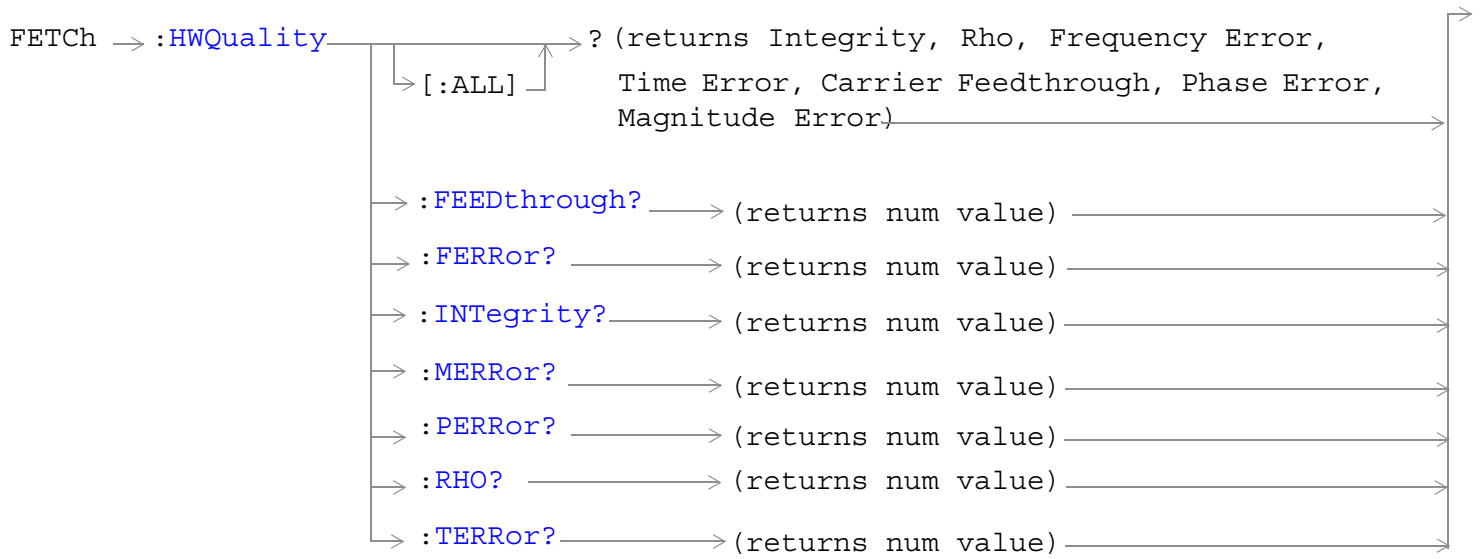 FETCh :HWQuality ? (returns Integrity, Rho, Frequency Error,
[:ALL] Time Error, Carrier Feedthrough, Phase Error,
Magnitude Error)
:FEEDthrough? (returns num value)
:FERRor? (returns num value)
:INTegrity? (returns num value)
:MERRor? (returns num value)
:PERRor? (returns num value)
:RHO? (returns num value)
:TERRor? (returns num value)